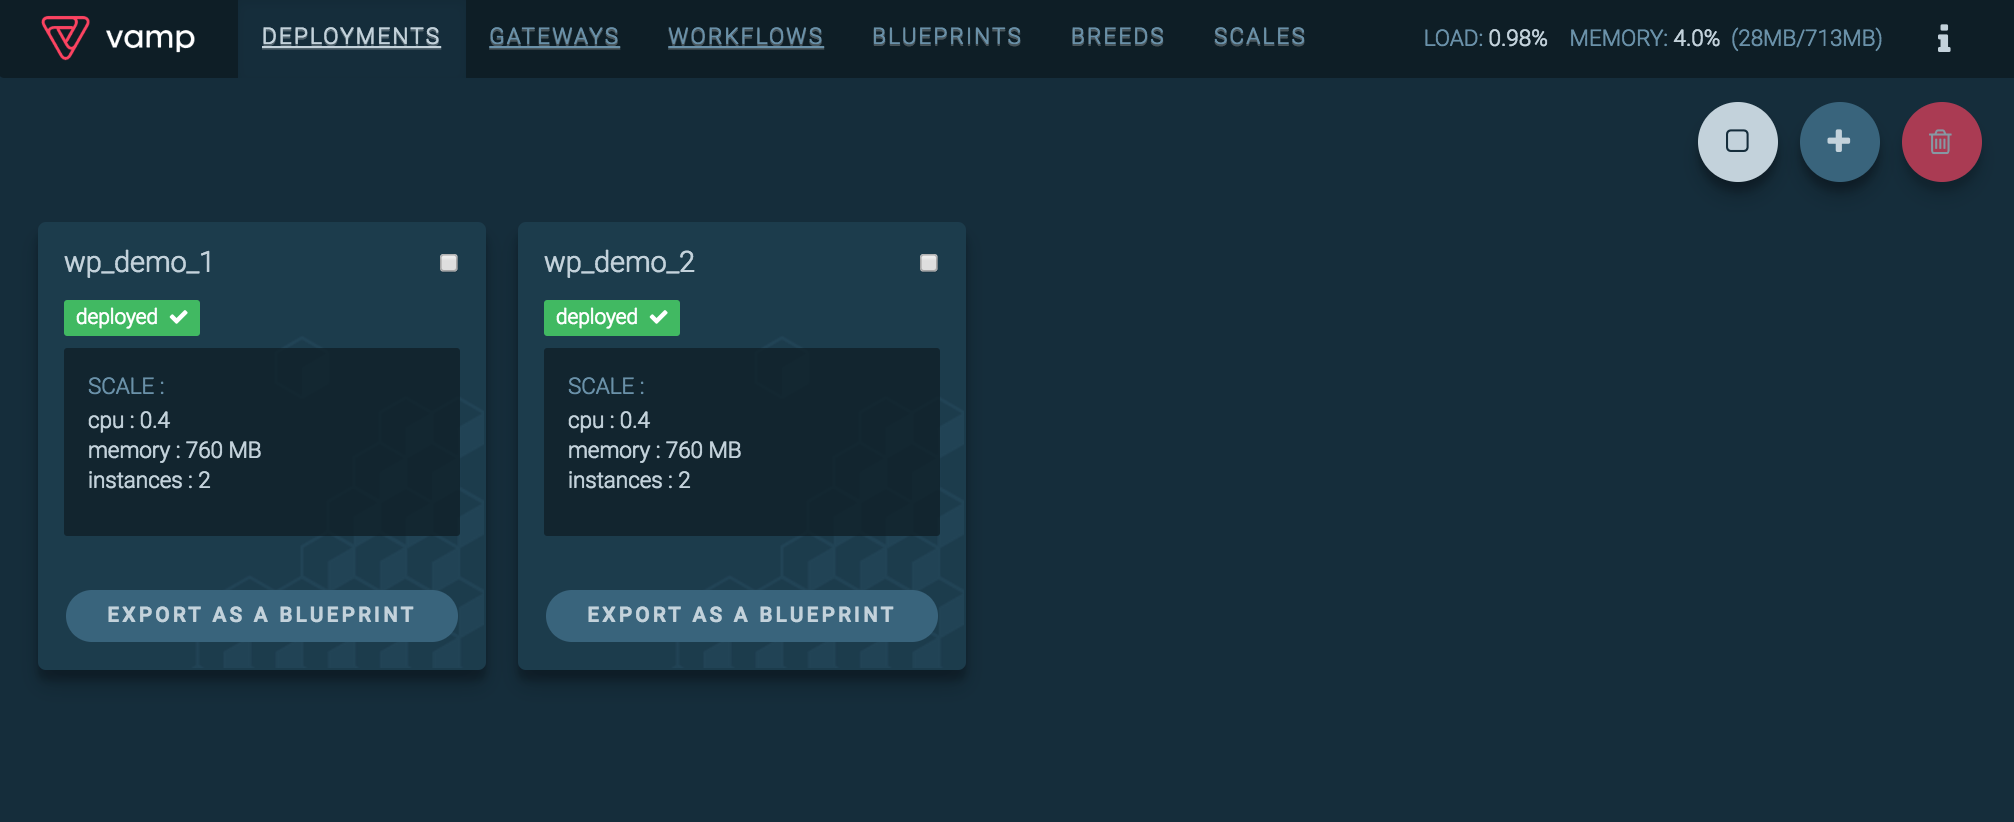 vamp DEPLOYMENTS GATEWAYS WORKFLOWS BLUEPRINTS BREEDS SCALES LOAD: 0.98% MEMORY: 4.0% (28MB/713MB)
wp_demo_1
deployed
SCALE :
cpu : 0.4
memory : 760 MB
instances : 2
EXPORT AS A BLUEPRINT
wp_demo_2
deployed
SCALE :
cpu : 0.4
memory : 760 MB
instances : 2
EXPORT AS A BLUEPRINT